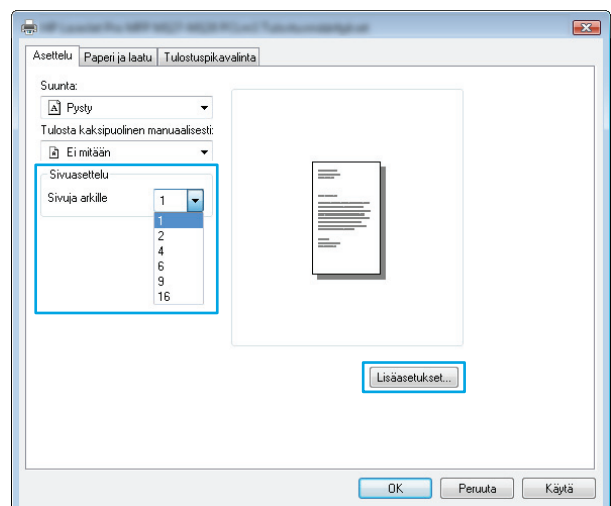 Asettelu Paperi ja laatu Tulostuspikavalinta
Suunta:
A Pysty
Tulosta kaksipuolinen manuaalisesti:
Ei mitään
Sivuasettelu
Sivuja arkille 1
1
2
4
6
9
16
Lisäasetukset...
OK Peruuta Käytä